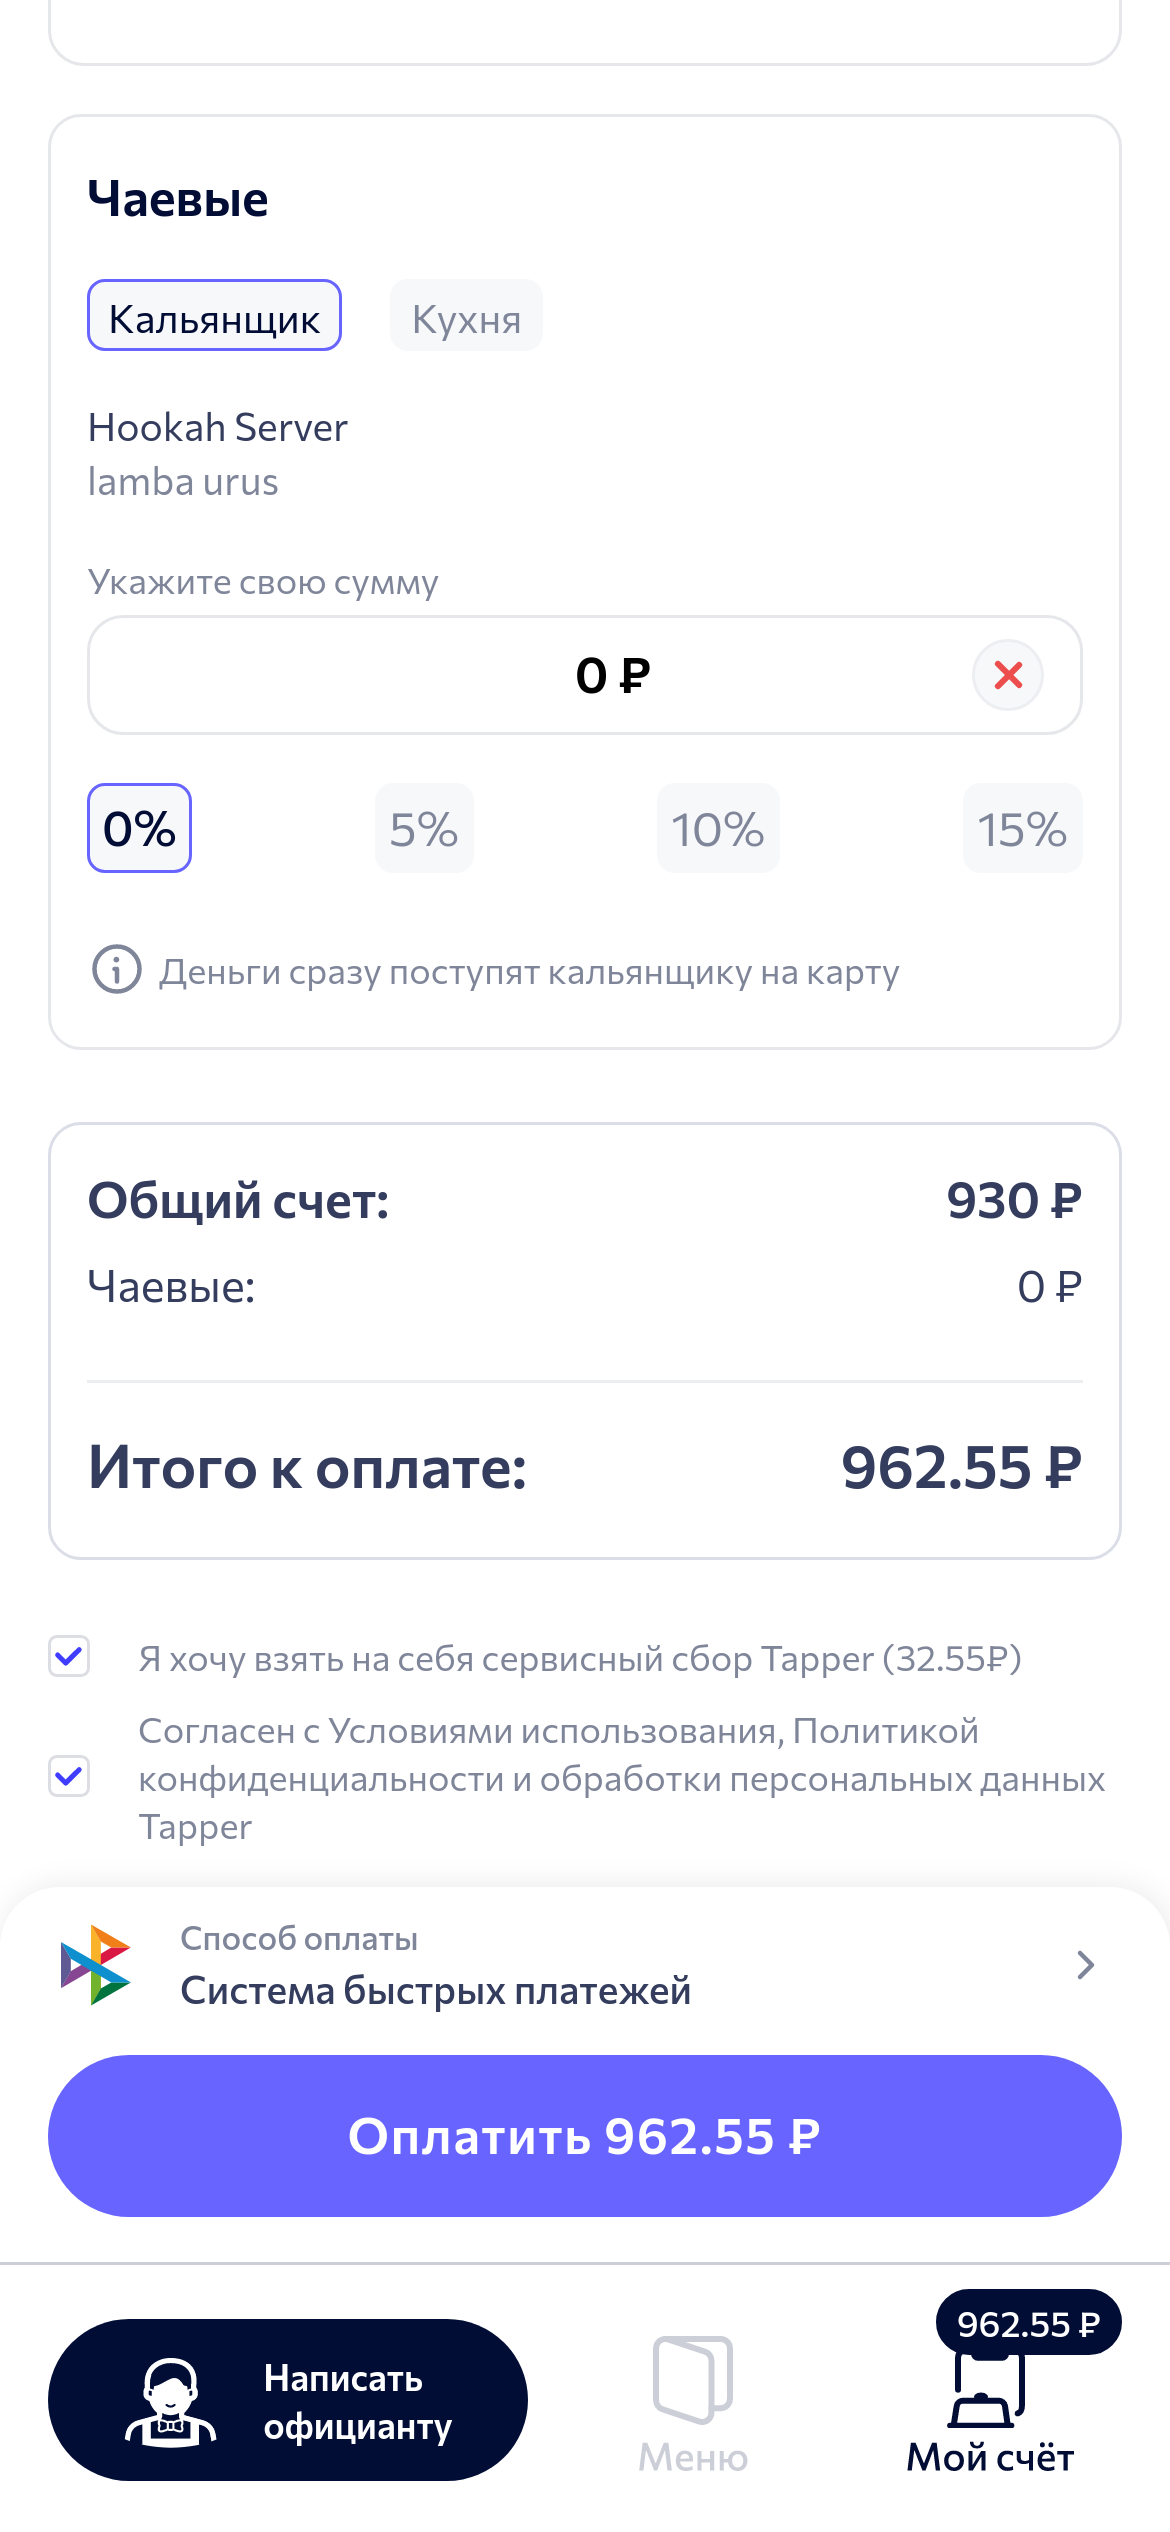 Чаевые
Кальянщик
Кухня
Hookah Server
lamba urus
Укажите свою сумму
0 ₽
0%
5%
10%
15%
Деньги сразу поступят кальянщику на карту
Общий счет:
930 ₽
Чаевые:
0 ₽
Итого к оплате:
962.55 ₽
Я хочу взять на себя сервисный сбор Tapper (32.55₽)
Согласен с Условиями использования, Политикой
конфиденциальности и обработки персональных данных
Tapper
Способ оплаты
Система быстрых платежей
Оплатить 962.55 ₽
Написать
официанту
Меню
962.55 ₽
Мой счёт